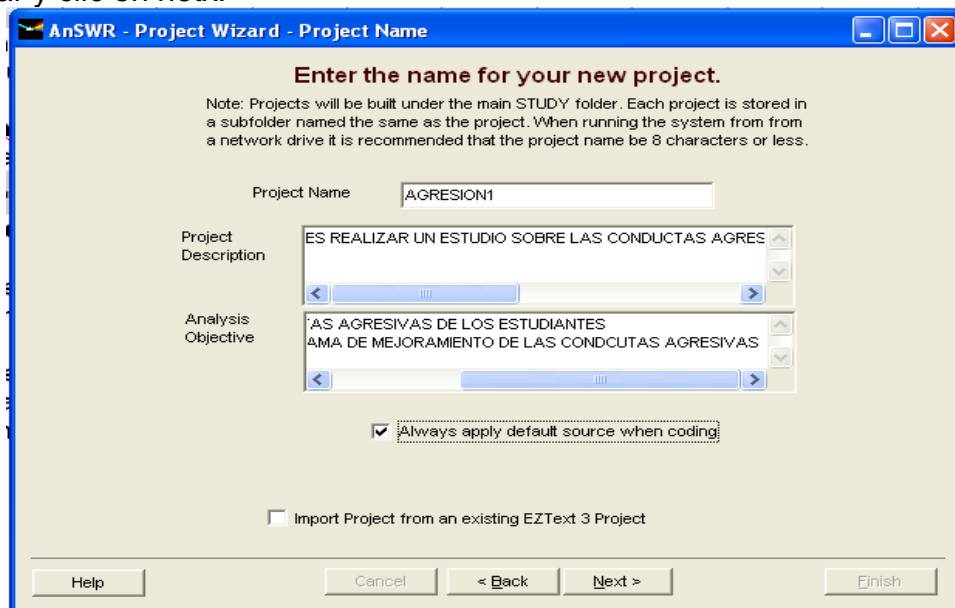 AnSWR - Project Wizard - Project Name
Enter the name for your new project.
Note: Projects will be built under the main STUDY folder. Each project is stored in
a subfolder named the same as the project. When running the system from from
a network drive it is recommended that the project name be 8 characters or less.
Project Name AGRESION1
Project Description
ES REALIZAR UN ESTUDIO SOBRE LAS CONDUCTAS AGRES
Analysis Objective
'AS AGRESIVAS DE LOS ESTUDIANTES
AMA DE MEJORAMIENTO DE LAS CONDCUTAS AGRESIVAS
Always apply default source when coding
Import Project from an existing EZText 3 Project
Help Cancel < Back Next > Finish